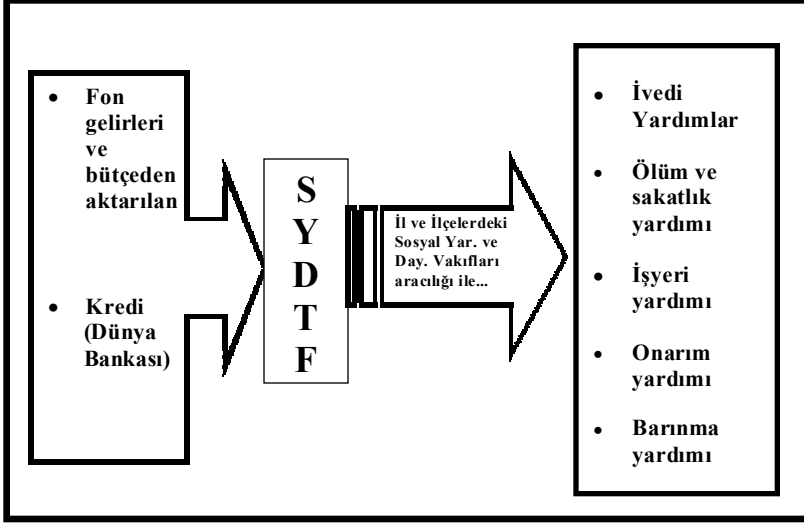 • Fon
gelirleri
ve
bütçeden
aktarılan
• Kredi
(Dünya
Bankası)
S
Y
D
T
F
İl ve İlçelerdeki
Sosyal Yar. ve
Day. Vakıfları
aracılığı ile...
• İvedi
Yardımlar
• Ölüm ve
sakatlık
yardımı
• İşyeri
yardımı
• Onarım
yardımı
• Barınma
yardımı